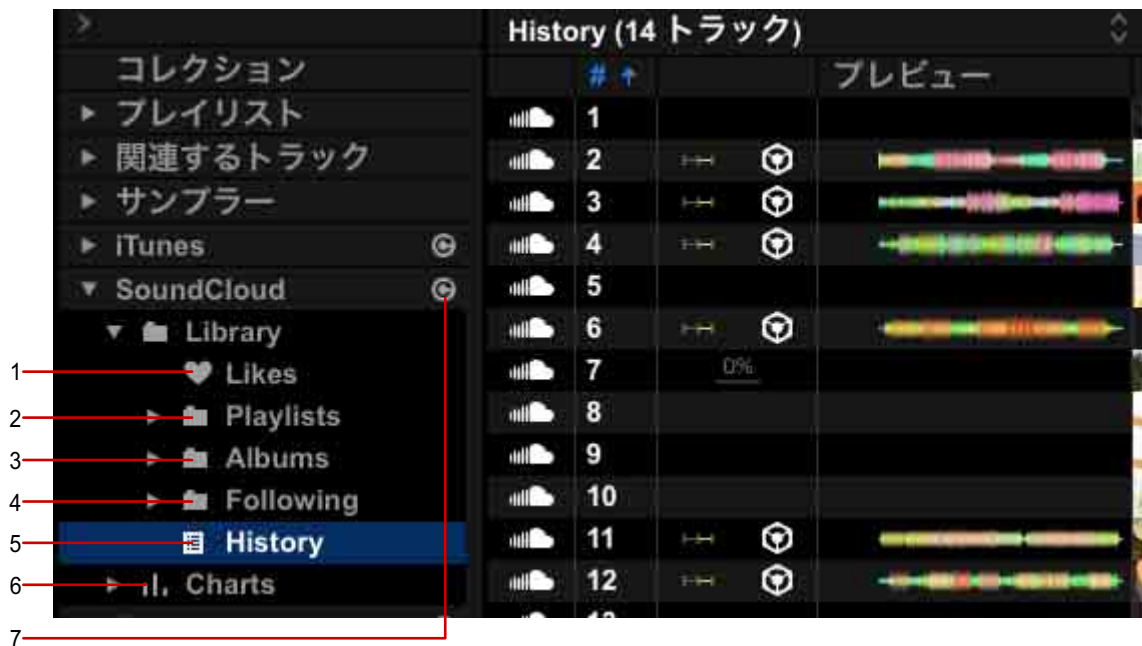 History (14 トラック)
# プレビュー
コレクション
プレイリスト
関連するトラック
サンプラー
iTunes
SoundCloud
Library
Likes
Playlists
Albums
Following
History
Charts
1
2
3
4
5
6
7
0%
8
9
10
11
12
1
2
3
4
5
6
7